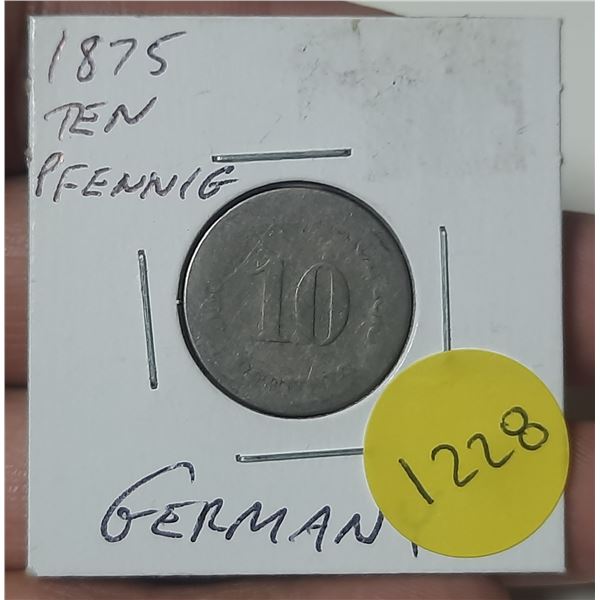 1875
TEN
PFENNIG
10
GERMANY
1228